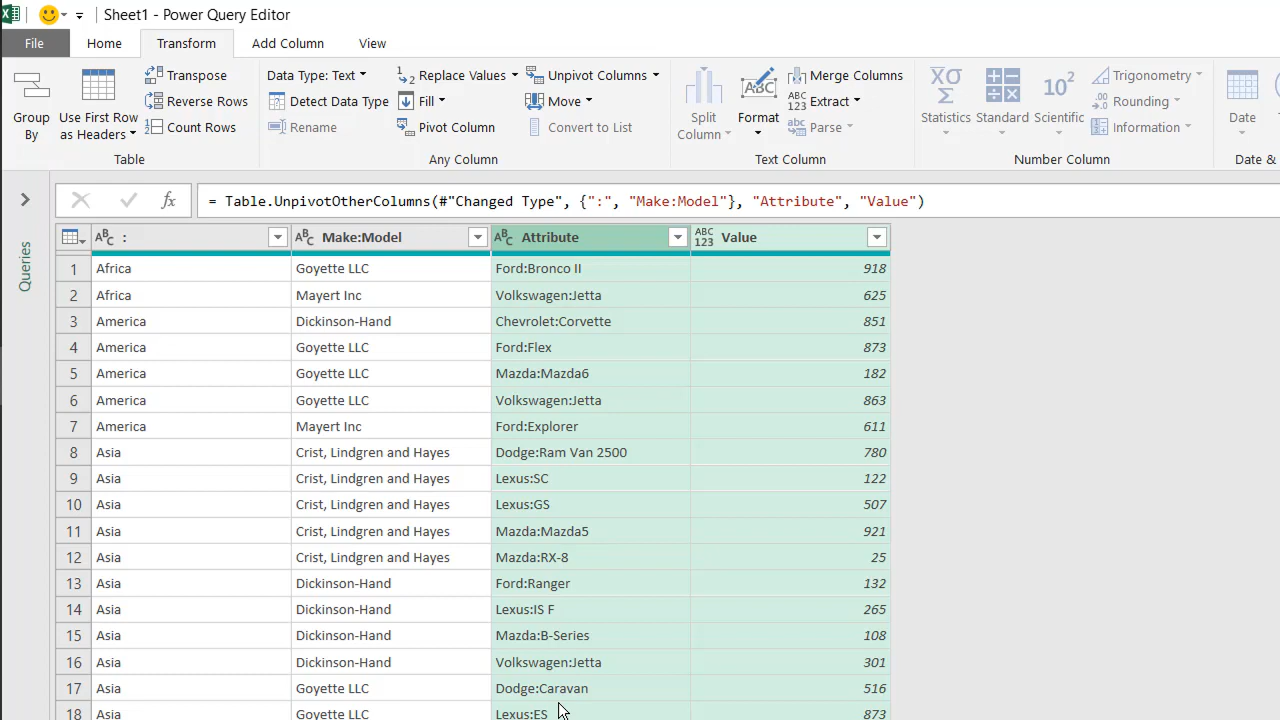 Sheet1 - Power Query Editor
File Home Transform Add Column View
Group By
Use First Row as Headers
Transpose
Reverse Rows
Count Rows
Table
Data Type: Text
Detect Data Type
Rename
Replace Values
Fill
Pivot Column
Unpivot Columns
Move
Convert to List
Any Column
Split Column
Format
Merge Columns
Extract
Parse
Text Column
Statistics
Standard
Scientific
Trigonometry
Rounding
Information
Number Column
Date
Date &
Queries
= Table.UnpivotOtherColumns(#"Changed Type", {":", "Make:Model"}, "Attribute", "Value")
: Make:Model Attribute Value
1 Africa Goyette LLC Ford:Bronco II 918
2 Africa Mayert Inc Volkswagen:Jetta 625
3 America Dickinson-Hand Chevrolet:Corvette 851
4 America Goyette LLC Ford:Flex 873
5 America Goyette LLC Mazda:Mazda6 182
6 America Goyette LLC Volkswagen:Jetta 863
7 America Mayert Inc Ford:Explorer 611
8 Asia Crist, Lindgren and Hayes Dodge:Ram Van 2500 780
9 Asia Crist, Lindgren and Hayes Lexus:SC 122
10 Asia Crist, Lindgren and Hayes Lexus:GS 507
11 Asia Crist, Lindgren and Hayes Mazda:Mazda5 921
12 Asia Crist, Lindgren and Hayes Mazda:RX-8 25
13 Asia Dickinson-Hand Ford:Ranger 132
14 Asia Dickinson-Hand Lexus:IS F 265
15 Asia Dickinson-Hand Mazda:B-Series 108
16 Asia Dickinson-Hand Volkswagen:Jetta 301
17 Asia Goyette LLC Dodge:Caravan 516
18 Asia Goyette LLC Lexus:ES 873